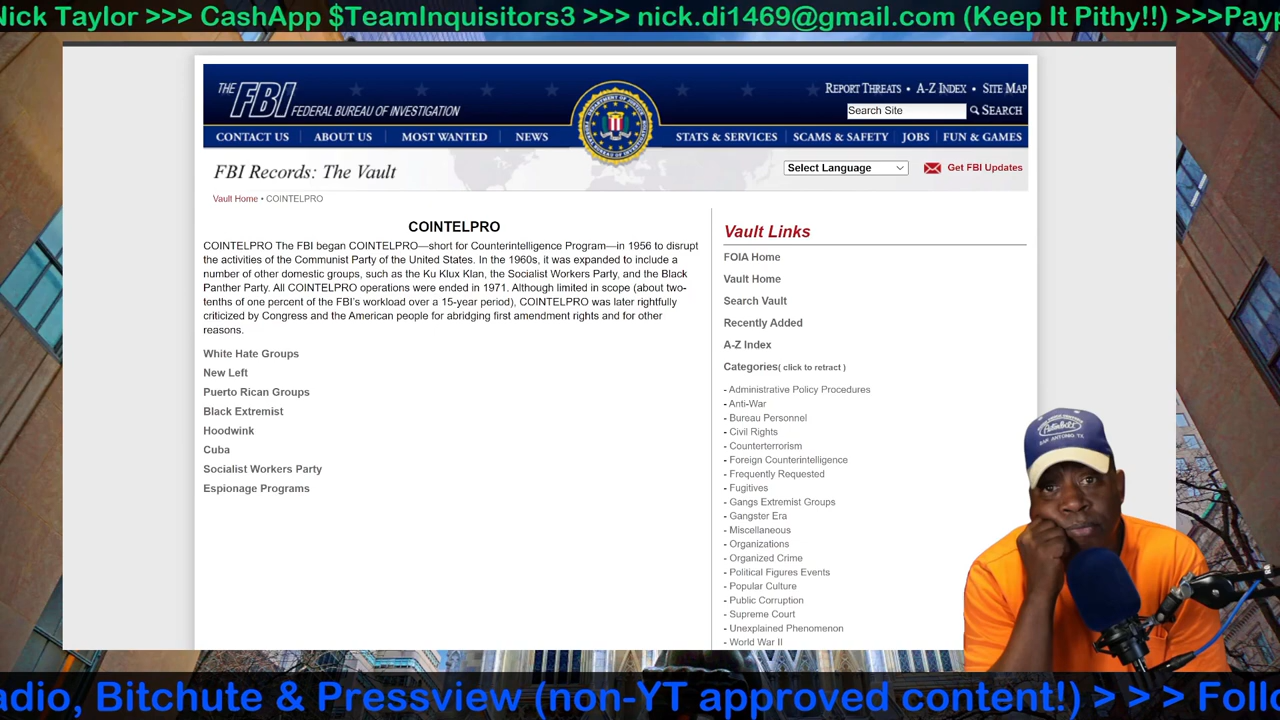 Nick Taylor >>> CashApp $TeamInquisitors3 >>> nick.di1469@gmail.com (Keep It Pithy!!) >>>Payp
THE FBI FEDERAL BUREAU OF INVESTIGATION
REPORT THREATS • A-Z INDEX • SITE MAP
Search Site SEARCH
CONTACT US ABOUT US MOST WANTED NEWS STATS & SERVICES SCAMS & SAFETY JOBS FUN & GAMES
FBI Records: The Vault
Select Language Get FBI Updates
Vault Home • COINTELPRO
COINTELPRO
COINTELPRO The FBI began COINTELPRO—short for Counterintelligence Program—in 1956 to disrupt
the activities of the Communist Party of the United States. In the 1960s, it was expanded to include a
number of other domestic groups, such as the Ku Klux Klan, the Socialist Workers Party, and the Black
Panther Party. All COINTELPRO operations were ended in 1971. Although limited in scope (about two-
tenths of one percent of the FBI's workload over a 15-year period), COINTELPRO was later rightfully
criticized by Congress and the American people for abridging first amendment rights and for other
reasons.
White Hate Groups
New Left
Puerto Rican Groups
Black Extremist
Hoodwink
Cuba
Socialist Workers Party
Espionage Programs
Vault Links
FOIA Home
Vault Home
Search Vault
Recently Added
A-Z Index
Categories( click to retract )
- Administrative Policy Procedures
- Anti-War
- Bureau Personnel
- Civil Rights
- Counterterrorism
- Foreign Counterintelligence
- Frequently Requested
- Fugitives
- Gangs Extremist Groups
- Gangster Era
- Miscellaneous
- Organizations
- Organized Crime
- Political Figures Events
- Popular Culture
- Public Corruption
- Supreme Court
- Unexplained Phenomenon
- World War II
SAN ANTONIO TX
adio, Bitchute & Pressview (non-YT approved content!) > > > Follo